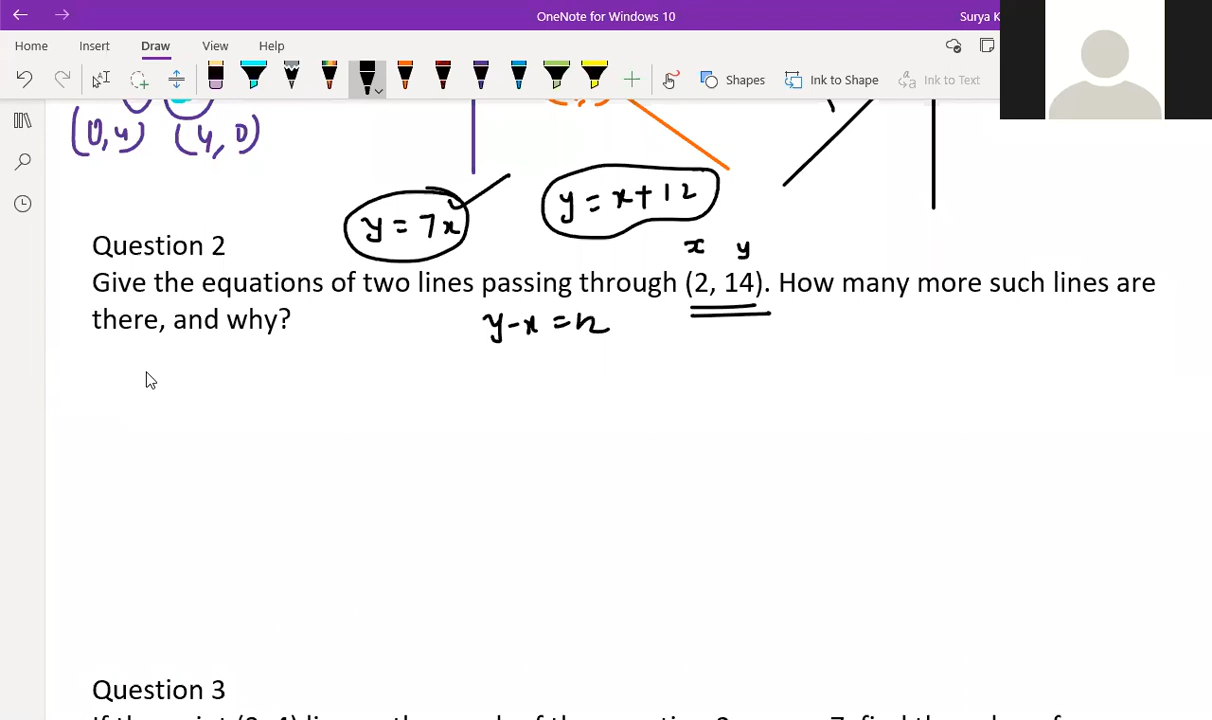 OneNote for Windows 10
Surya K
Home Insert Draw View Help
Shapes Ink to Shape Ink to Text
(0,4) (4,0)
y = 7x y = x+12
x y
Question 2
Give the equations of two lines passing through (2, 14). How many more such lines are
there, and why?
y-x =12
Question 3